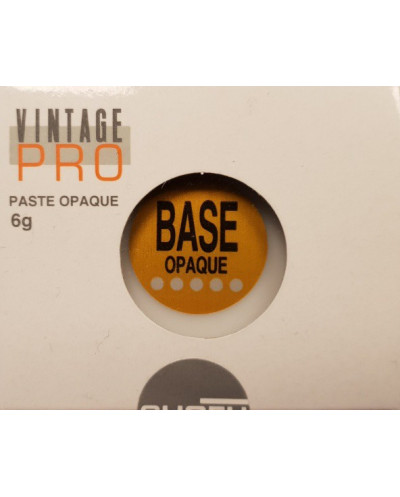 VINTAGE
PRO
PASTE OPAQUE
6g
BASE
OPAQUE